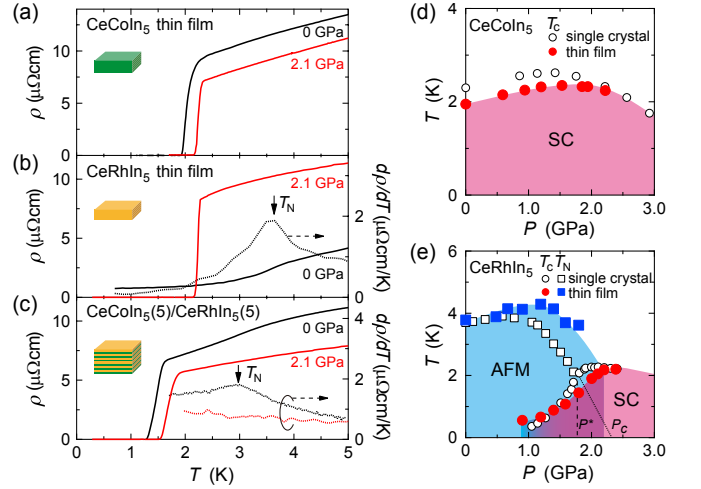 (a)
CeCoIn5 thin film
0 GPa
2.1 GPa
ρ (μΩcm)
10
5
0
(b)
CeRhIn5 thin film
2.1 GPa
TN
0 GPa
ρ (μΩcm)
10
5
0
dρ/dT (μΩcm/K)
2
0
(c)
CeCoIn5(5)/CeRhIn5(5)
0 GPa
2.1 GPa
TN
ρ (μΩcm)
10
5
0
dρ/dT (μΩcm/K)
4
2
0
0 1 2 3 4 5
T (K)
(d)
CeCoIn5
Tc
single crystal
thin film
SC
T (K)
4
2
0
0 1.0 2.0 3.0
P (GPa)
(e)
CeRhIn5
Tc TN
single crystal
thin film
AFM
SC
P*
Pc
T (K)
6
4
2
0
0 1.0 2.0 3.0
P (GPa)